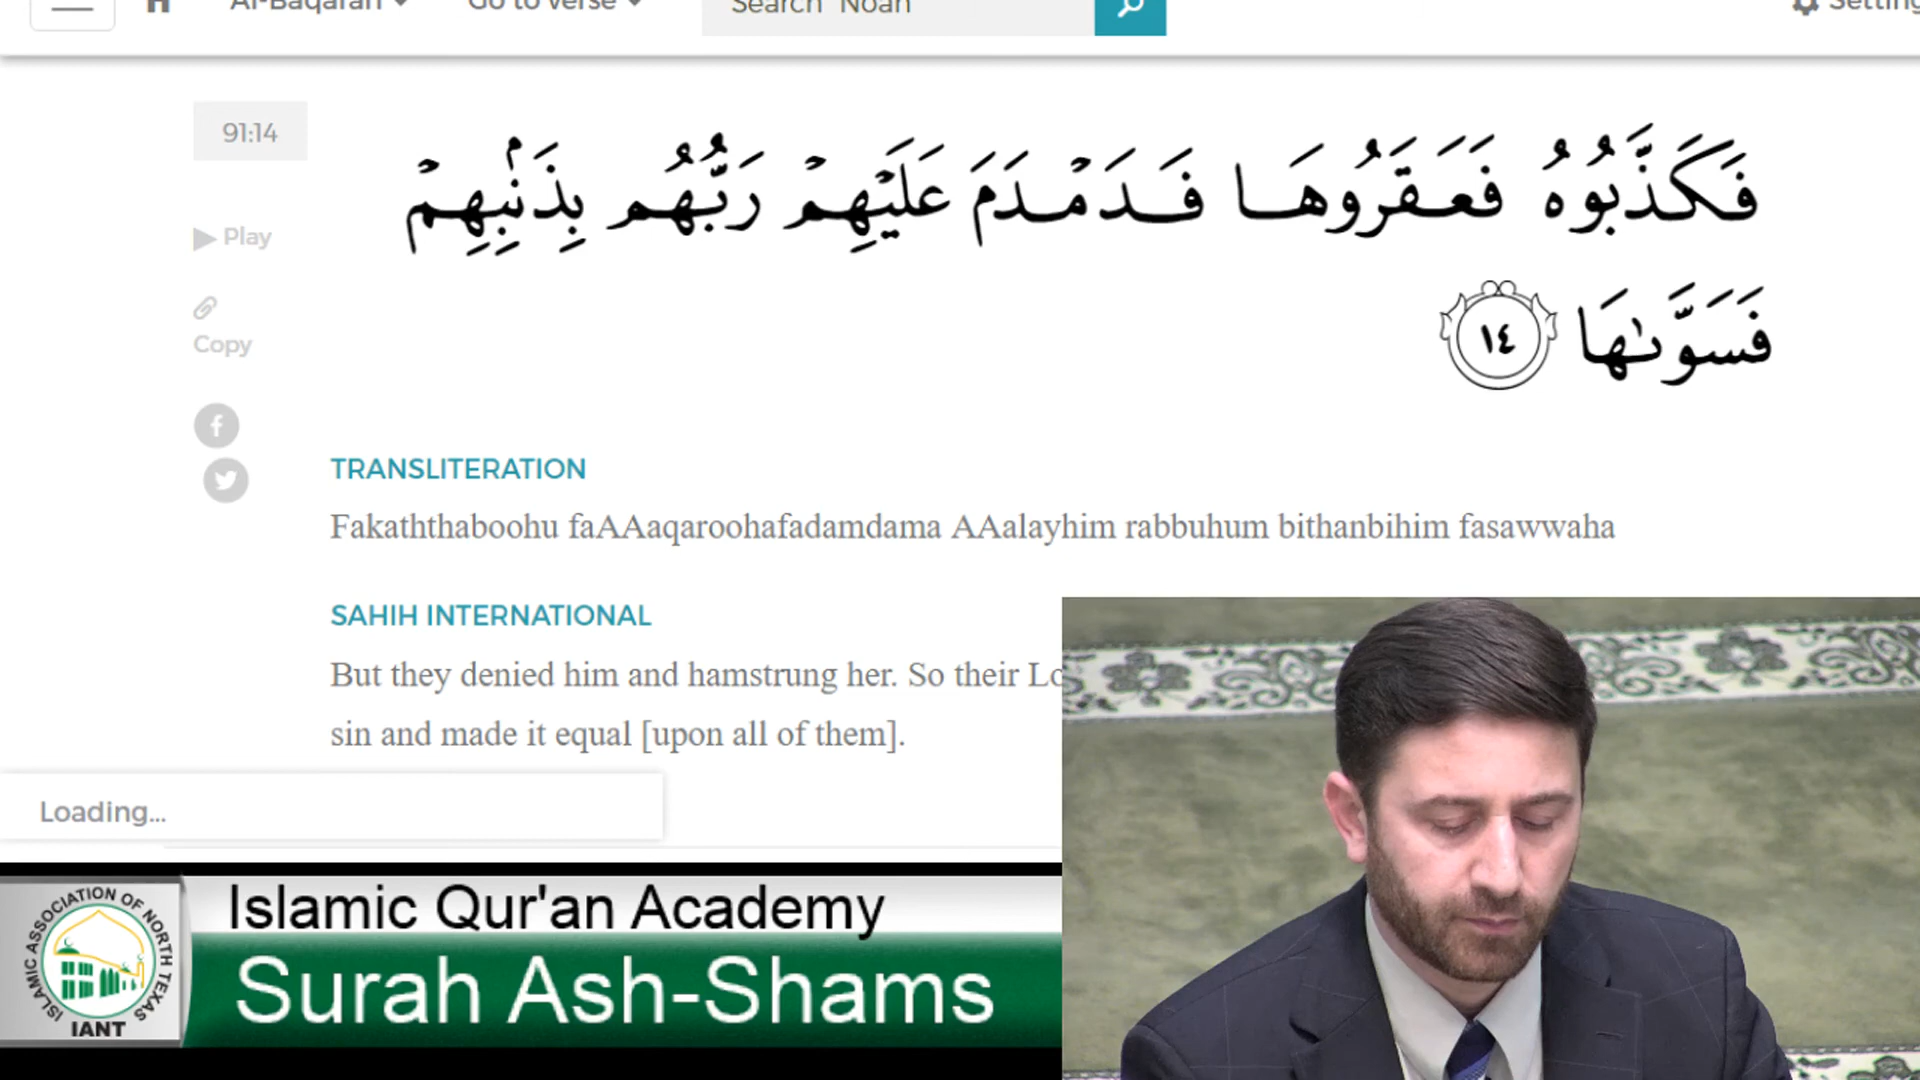 Al-Baqarah
Go to verse
Search "Noah"
Setting
91:14
فَكَذَّبُوهُ فَعَقَرُوهَا فَدَمْدَمَ عَلَيْهِمْ رَبُّهُم بِذَنۢبِهِمْ
فَسَوَّىٰهَا ١٤
Play
Copy
TRANSLITERATION
Fakaththaboohu faAAaqaroohafadamdama AAalayhim rabbuhum bithanbihim fasawwaha
SAHIH INTERNATIONAL
But they denied him and hamstrung her. So their Lo
sin and made it equal [upon all of them].
Loading...
Islamic Qur'an Academy
Surah Ash-Shams
ISLAMIC ASSOCIATION OF NORTH TEXAS
IANT